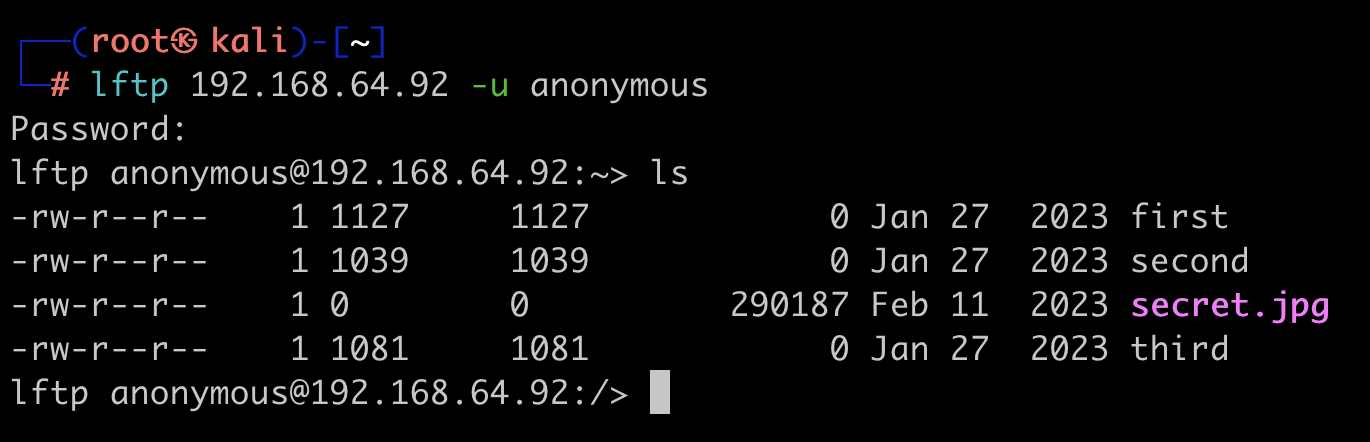 ┌──(root㉿kali)-[~]
└─# lftp 192.168.64.92 -u anonymous
Password:
lftp anonymous@192.168.64.92:~> ls
-rw-r--r--    1 1127     1127            0 Jan 27  2023 first
-rw-r--r--    1 1039     1039            0 Jan 27  2023 second
-rw-r--r--    1 0        0          290187 Feb 11  2023 secret.jpg
-rw-r--r--    1 1081     1081            0 Jan 27  2023 third
lftp anonymous@192.168.64.92:/>